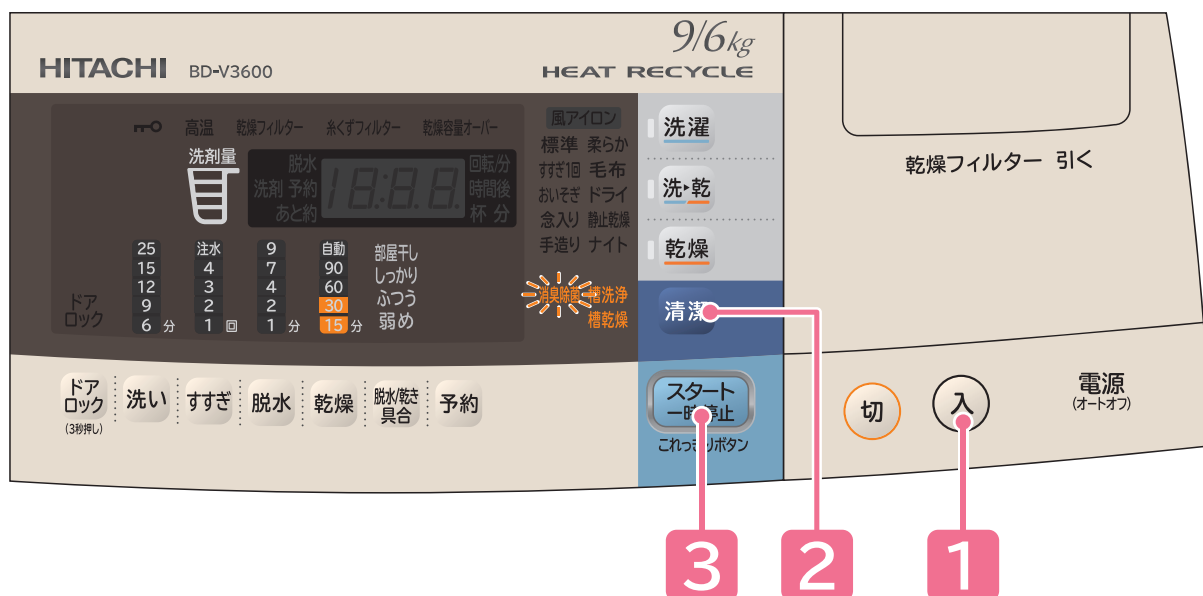 9/6kg
HITACHI BD-V3600
HEAT RECYCLE
高温 乾燥フィルター 糸くずフィルター 乾燥容量オーバー
洗剤量
脱水 回転/分
洗剤 予約 18:8.8. 時間後
あと約 杯 分
風アイロン
標準 柔らか
すすぎ1回 毛布
おいそぎ ドライ
念入り 静止乾燥
手造り ナイト
消臭除菌 槽洗浄
槽乾燥
25 注水 9 自動 部屋干し
15 4 7 90 しっかり
12 3 4 60 ふつう
9 2 2 30 弱め
6分 1回 1分 15分
ドア
ロック
洗濯
洗▸乾
乾燥
清潔
乾燥フィルター 引く
ドア
ロック
(3秒押し)
洗い
すすぎ
脱水
乾燥
脱水/乾き
具合
予約
スタート
一時停止
これっきりボタン
切
入
電源
(オートオフ)
3 2 1